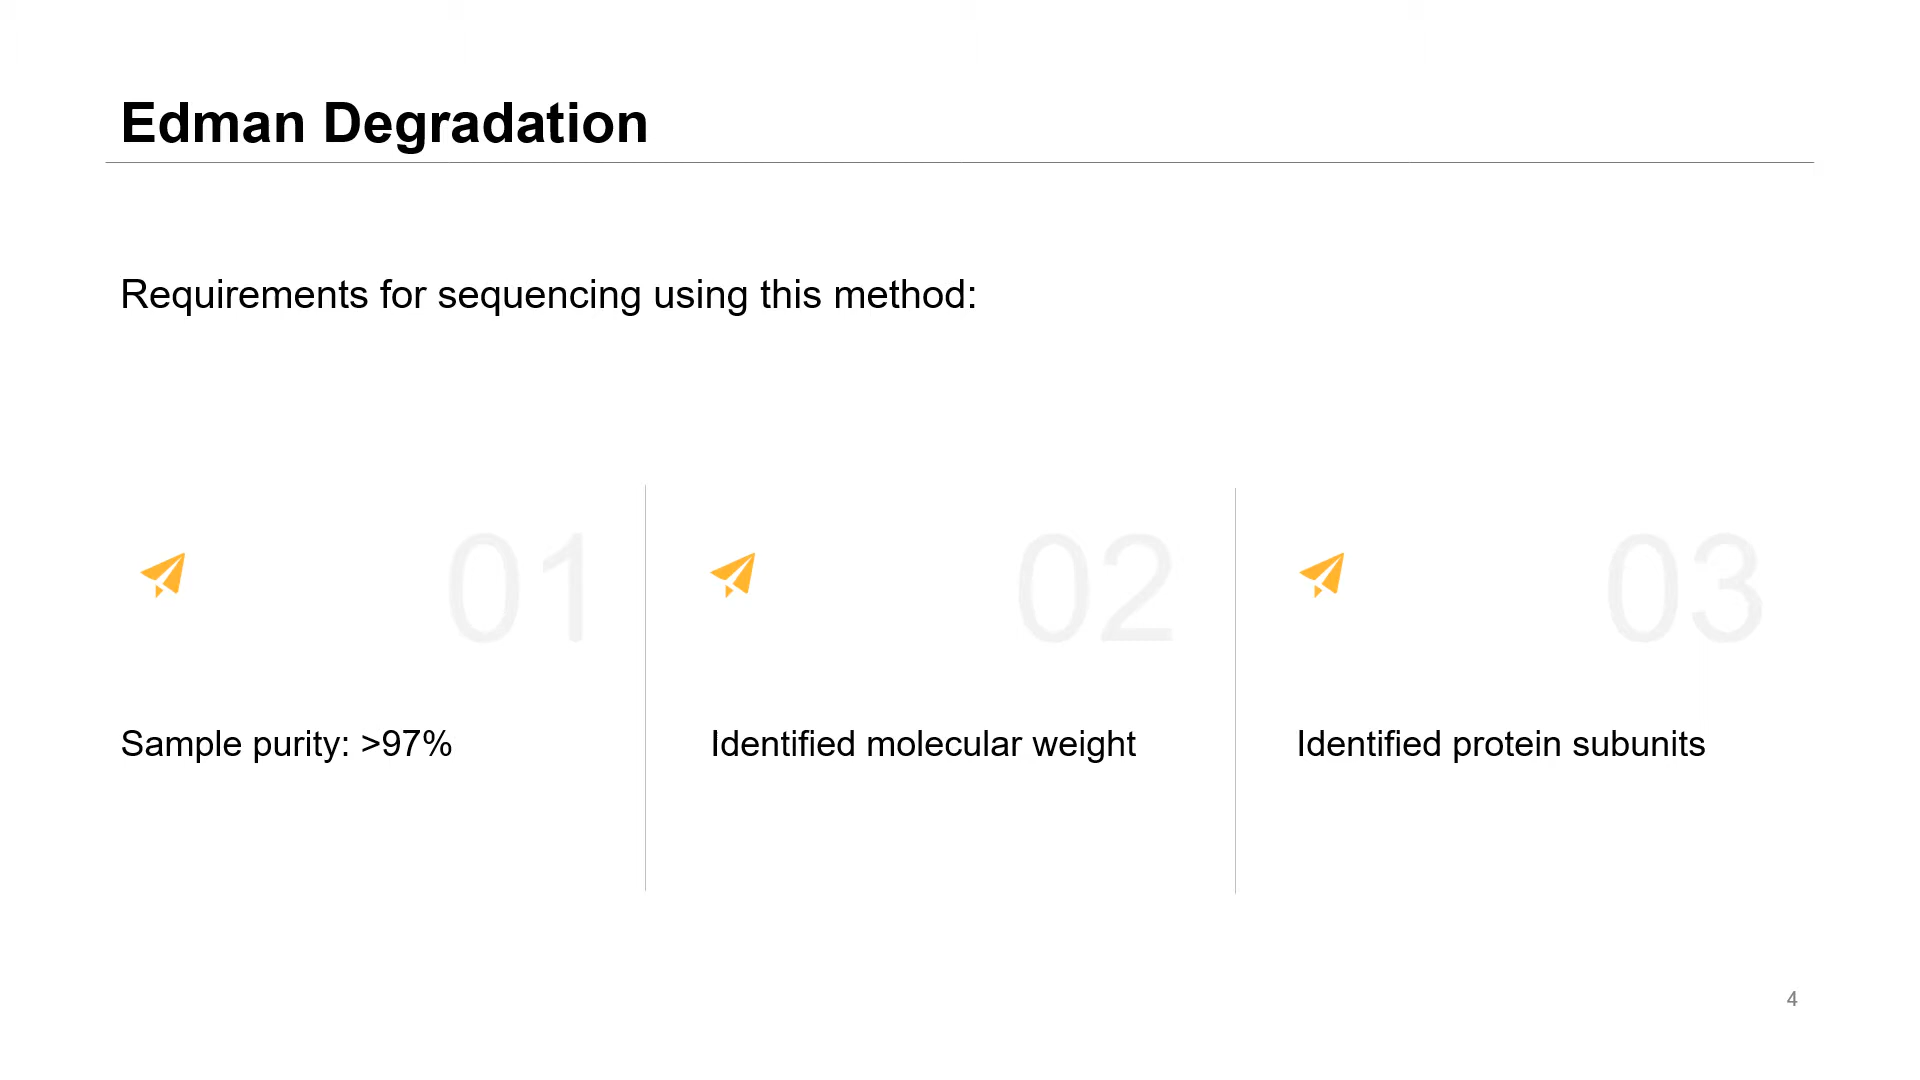 Edman Degradation
Requirements for sequencing using this method:
01
Sample purity: >97%
02
Identified molecular weight
03
Identified protein subunits
4